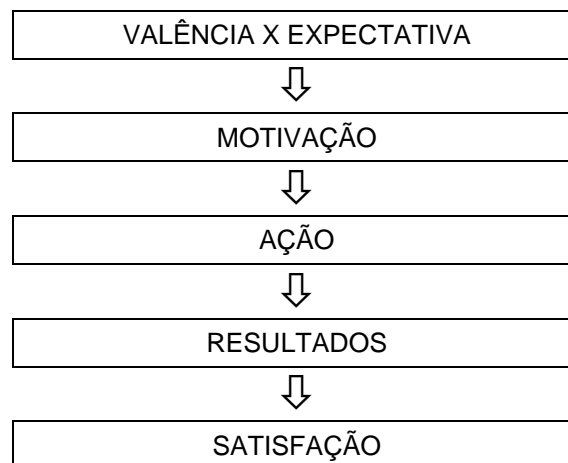 VALÊNCIA X EXPECTATIVA
MOTIVAÇÃO
AÇÃO
RESULTADOS
SATISFAÇÃO